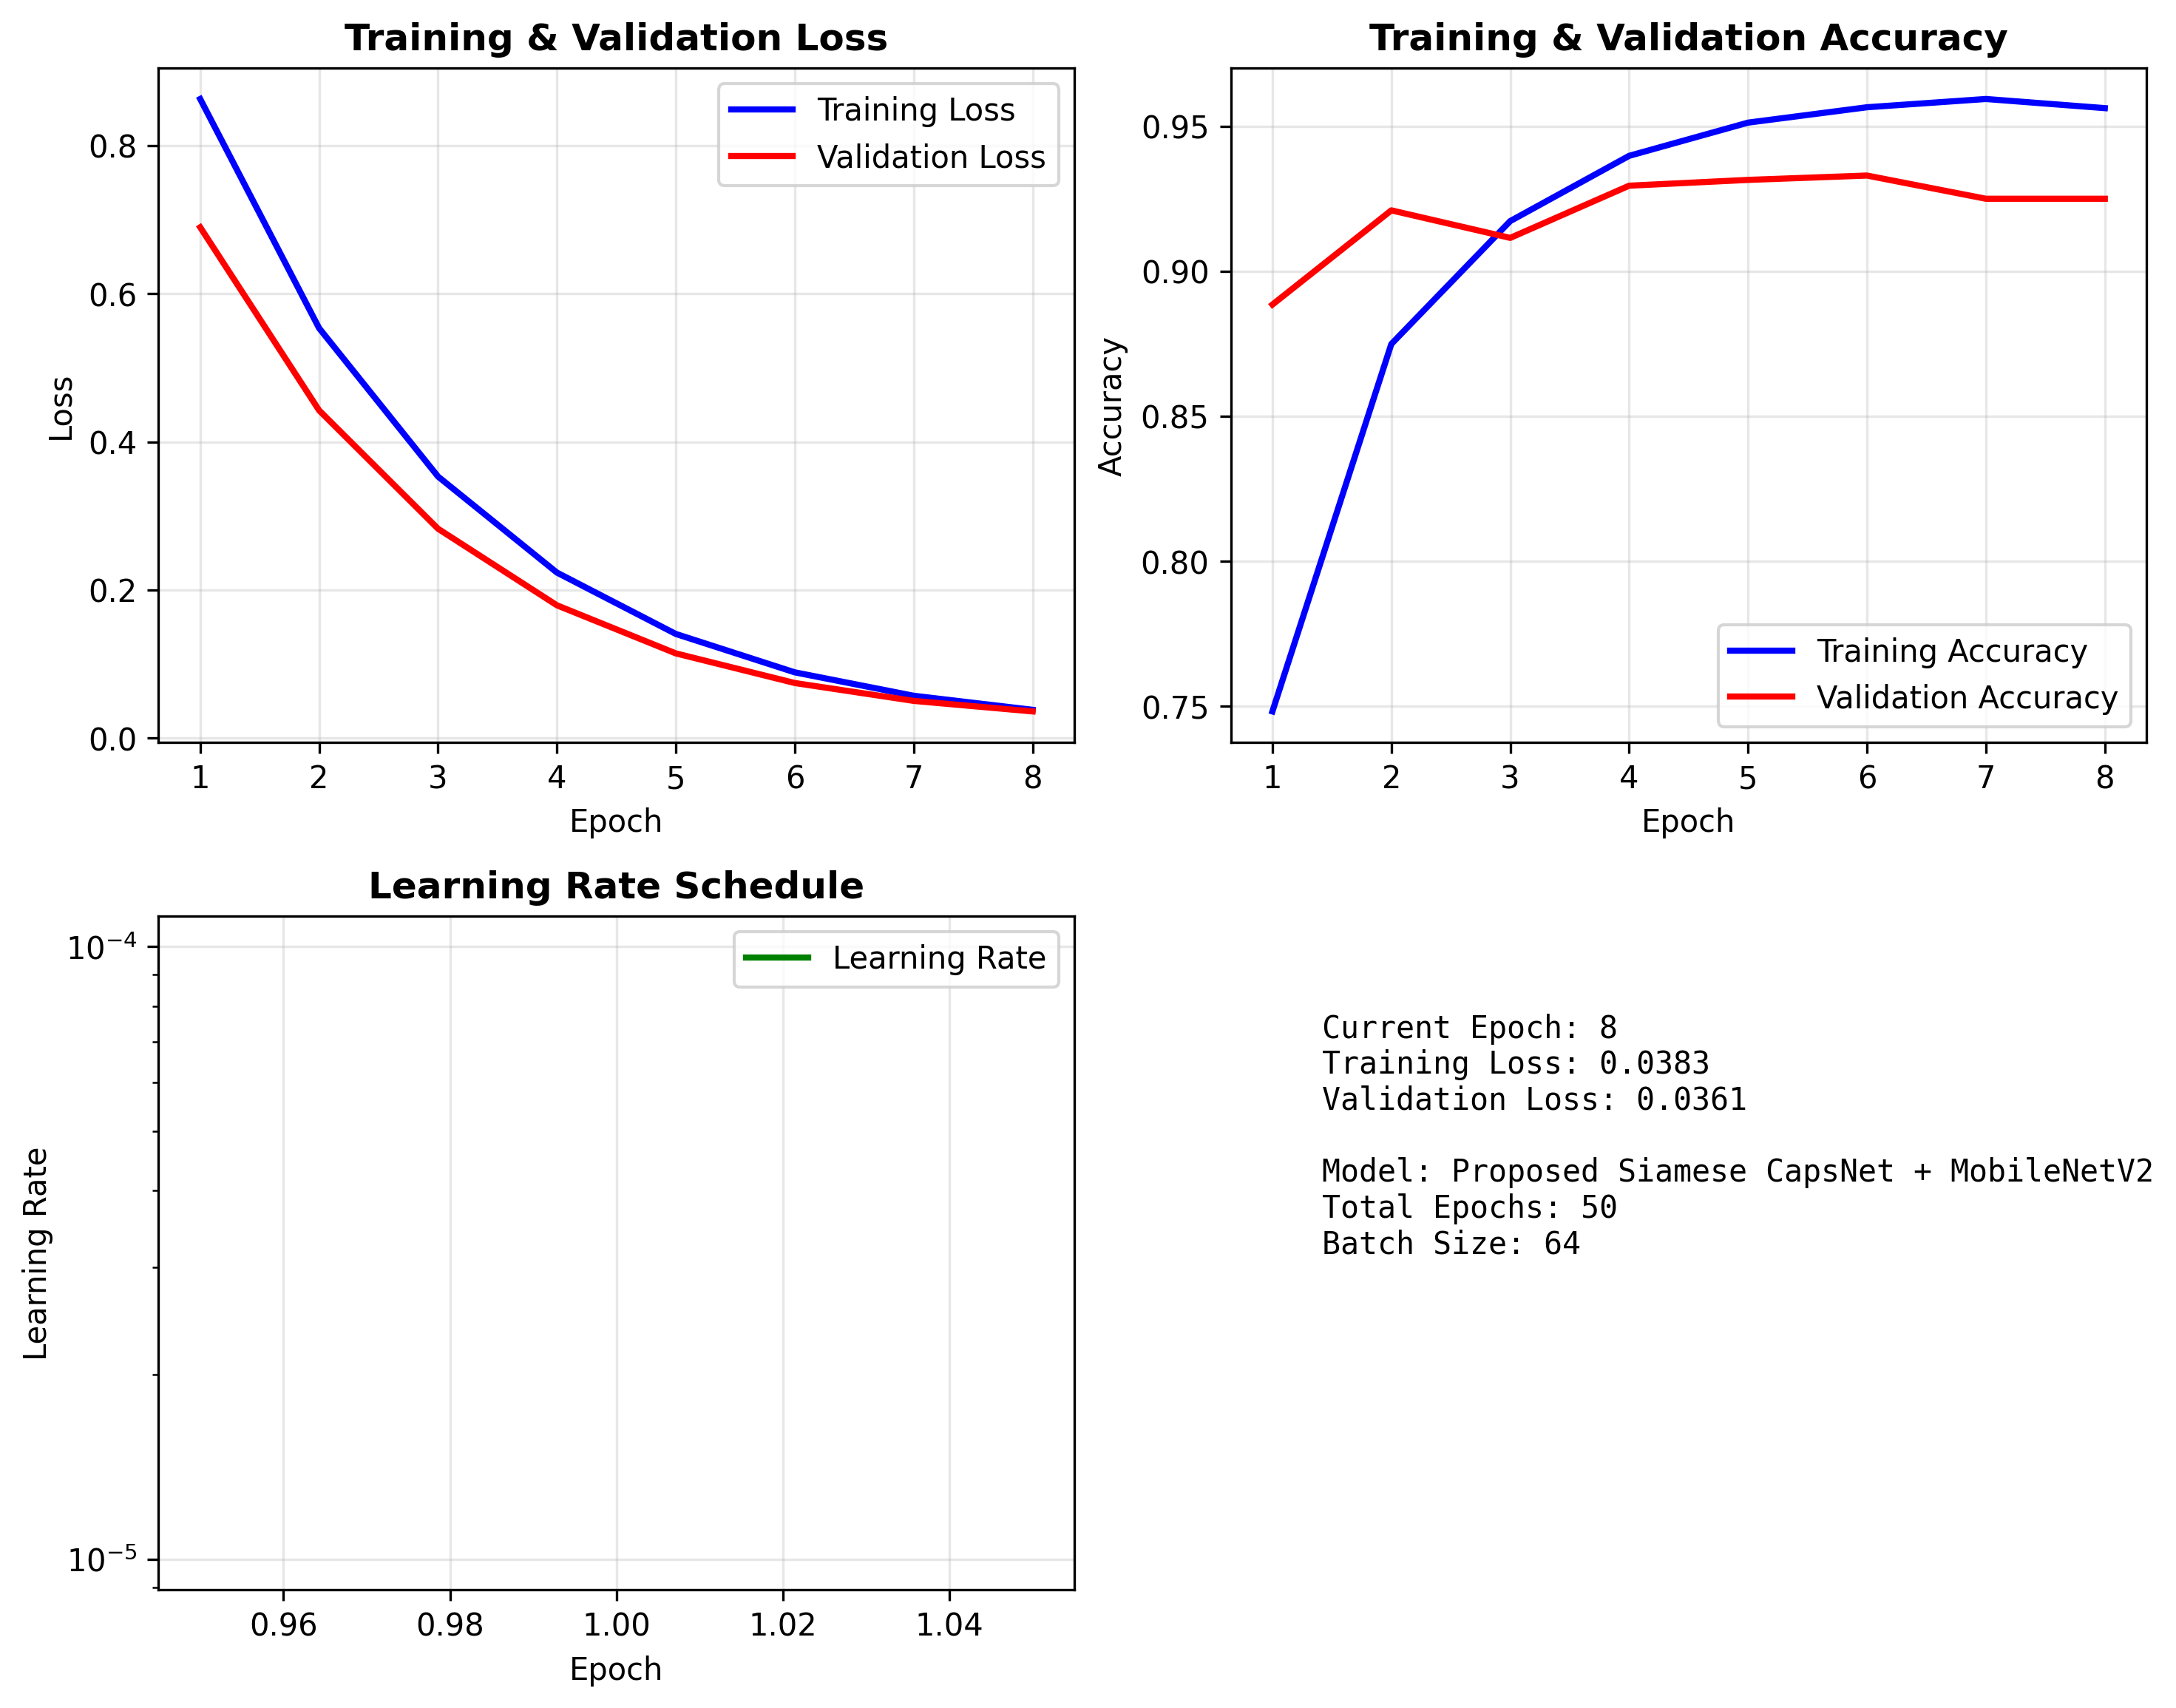 Training & Validation Loss
Training Loss
Validation Loss
Loss
0.8
0.6
0.4
0.2
0.0
1 2 3 4 5 6 7 8
Epoch
Training & Validation Accuracy
Accuracy
0.95
0.90
0.85
0.80
0.75
Training Accuracy
Validation Accuracy
1 2 3 4 5 6 7 8
Epoch
Learning Rate Schedule
Learning Rate
Learning Rate
10⁻⁴
10⁻⁵
0.96 0.98 1.00 1.02 1.04
Epoch
Current Epoch: 8
Training Loss: 0.0383
Validation Loss: 0.0361
Model: Proposed Siamese CapsNet + MobileNetV2
Total Epochs: 50
Batch Size: 64